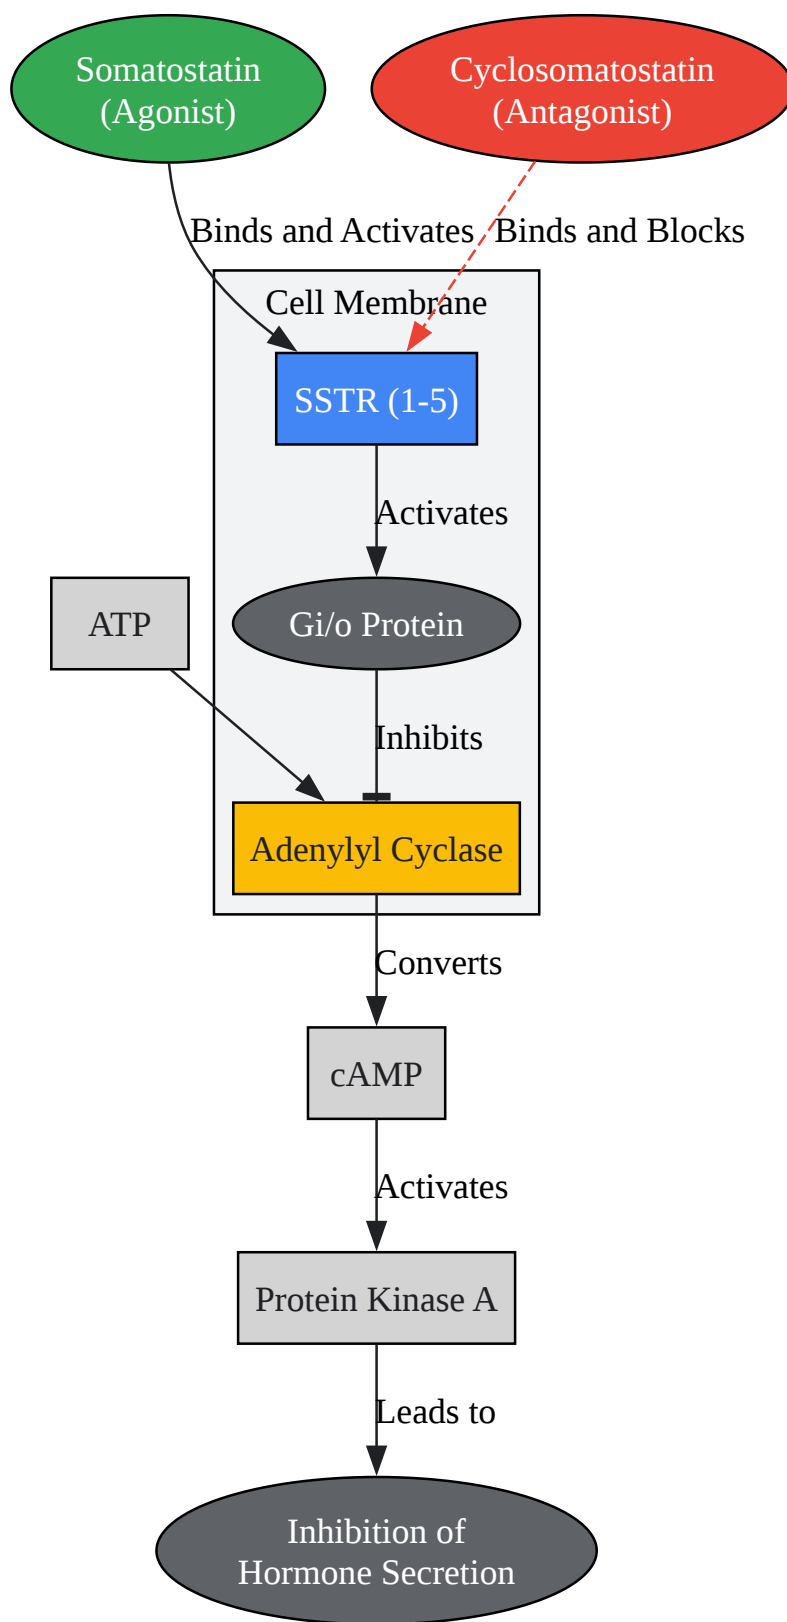 Somatostatin
(Agonist)
Cyclosomatostatin
(Antagonist)
Binds and Activates
Binds and Blocks
Cell Membrane
SSTR (1-5)
Activates
ATP
Gi/o Protein
Inhibits
Adenylyl Cyclase
Converts
cAMP
Activates
Protein Kinase A
Leads to
Inhibition of
Hormone Secretion